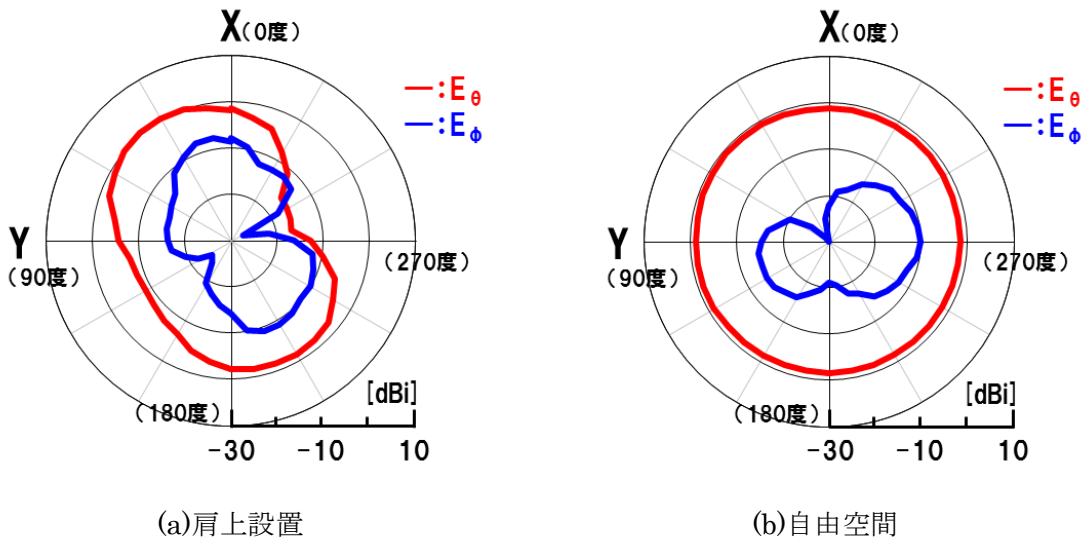 X(0度)
—:Eθ
—:Eφ
Y
(90度)
(270度)
(180度)
[dBi]
-30 -10 10
(a)肩上設置
X(0度)
—:Eθ
—:Eφ
Y
(90度)
(270度)
(180度)
[dBi]
-30 -10 10
(b)自由空間